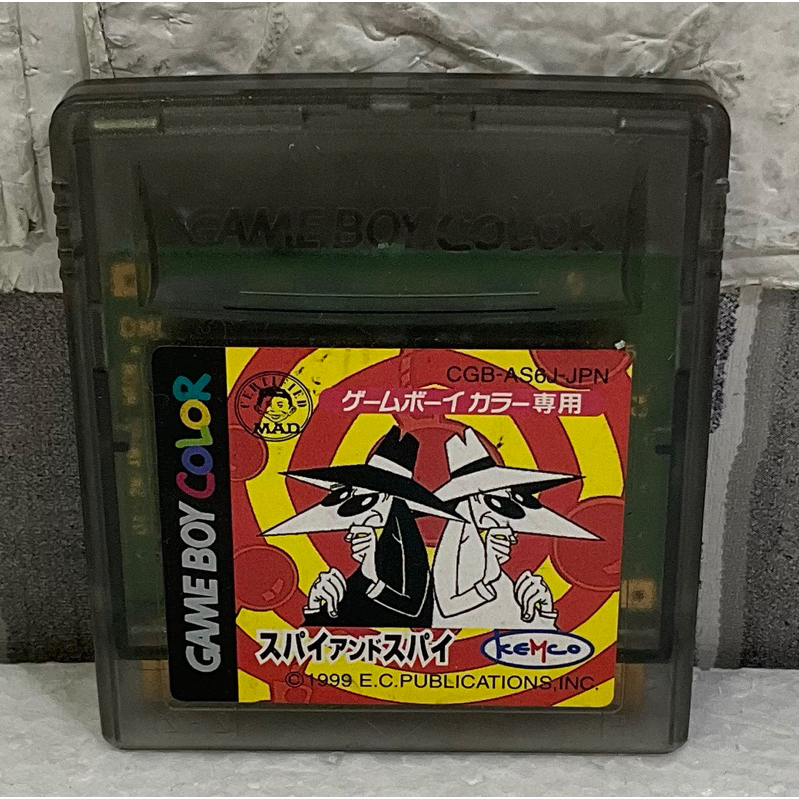 GAME BOY COLOR
CGB-AS6J-JPN
CERTIFIED
MAD
ゲームボーイカラー専用
GAME BOY COLOR
スパイアンドスパイ
KEMCO
©1999 E.C.PUBLICATIONS,INC.